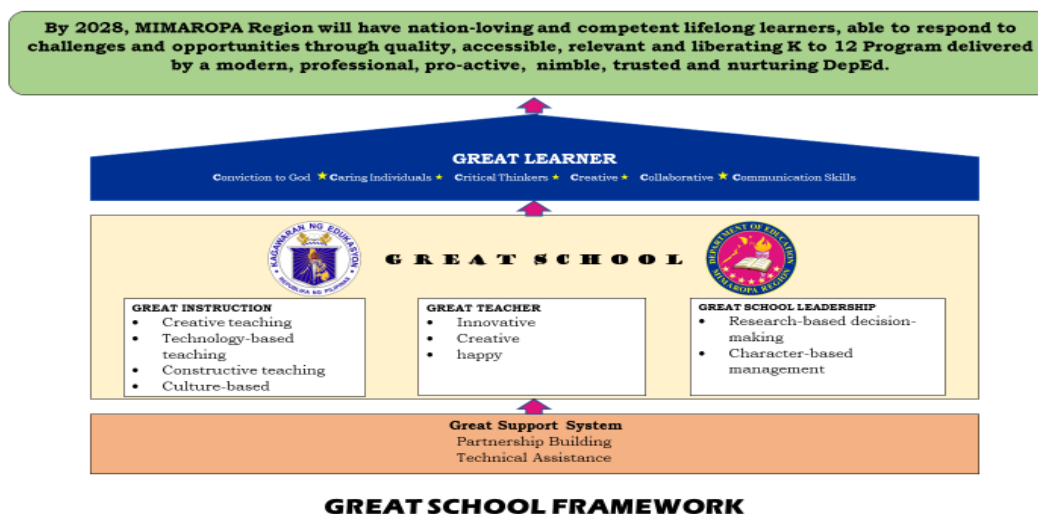 By 2028, MIMAROPA Region will have nation-loving and competent lifelong learners, able to respond to
challenges and opportunities through quality, accessible, relevant and liberating K to 12 Program delivered
by a modern, professional, pro-active, nimble, trusted and nurturing DepEd.
GREAT LEARNER
Conviction to God ★ Caring Individuals ★ Critical Thinkers ★ Creative ★ Collaborative ★ Communication Skills
KAGAWARAN NG EDUKASYON
REPUBLIKA NG PILIPINAS
GREAT SCHOOL
DEPARTMENT OF EDUCATION
MIMAROPA REGION
GREAT INSTRUCTION
• Creative teaching
• Technology-based
teaching
• Constructive teaching
• Culture-based
GREAT TEACHER
• Innovative
• Creative
• happy
GREAT SCHOOL LEADERSHIP
• Research-based decision-
making
• Character-based
management
Great Support System
Partnership Building
Technical Assistance
GREAT SCHOOL FRAMEWORK